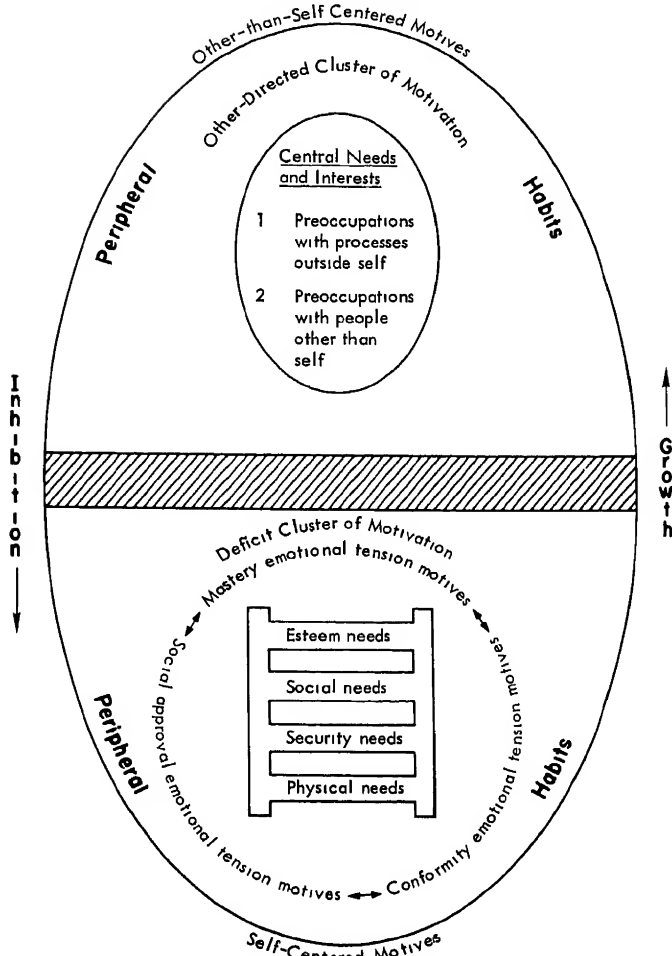 Other-than-Self Centered Motives
Other-Directed Cluster of Motivation
Peripheral
Habits
Central Needs
and Interests
1 Preoccupations
with processes
outside self
2 Preoccupations
with people
other than
self
Inhibition
Growth
Deficit Cluster of Motivation
Mastery emotional tension motives
Social approval emotional tension motives
Conformity emotional tension motives
Esteem needs
Social needs
Security needs
Physical needs
Peripheral
Habits
Self-Centered Motives